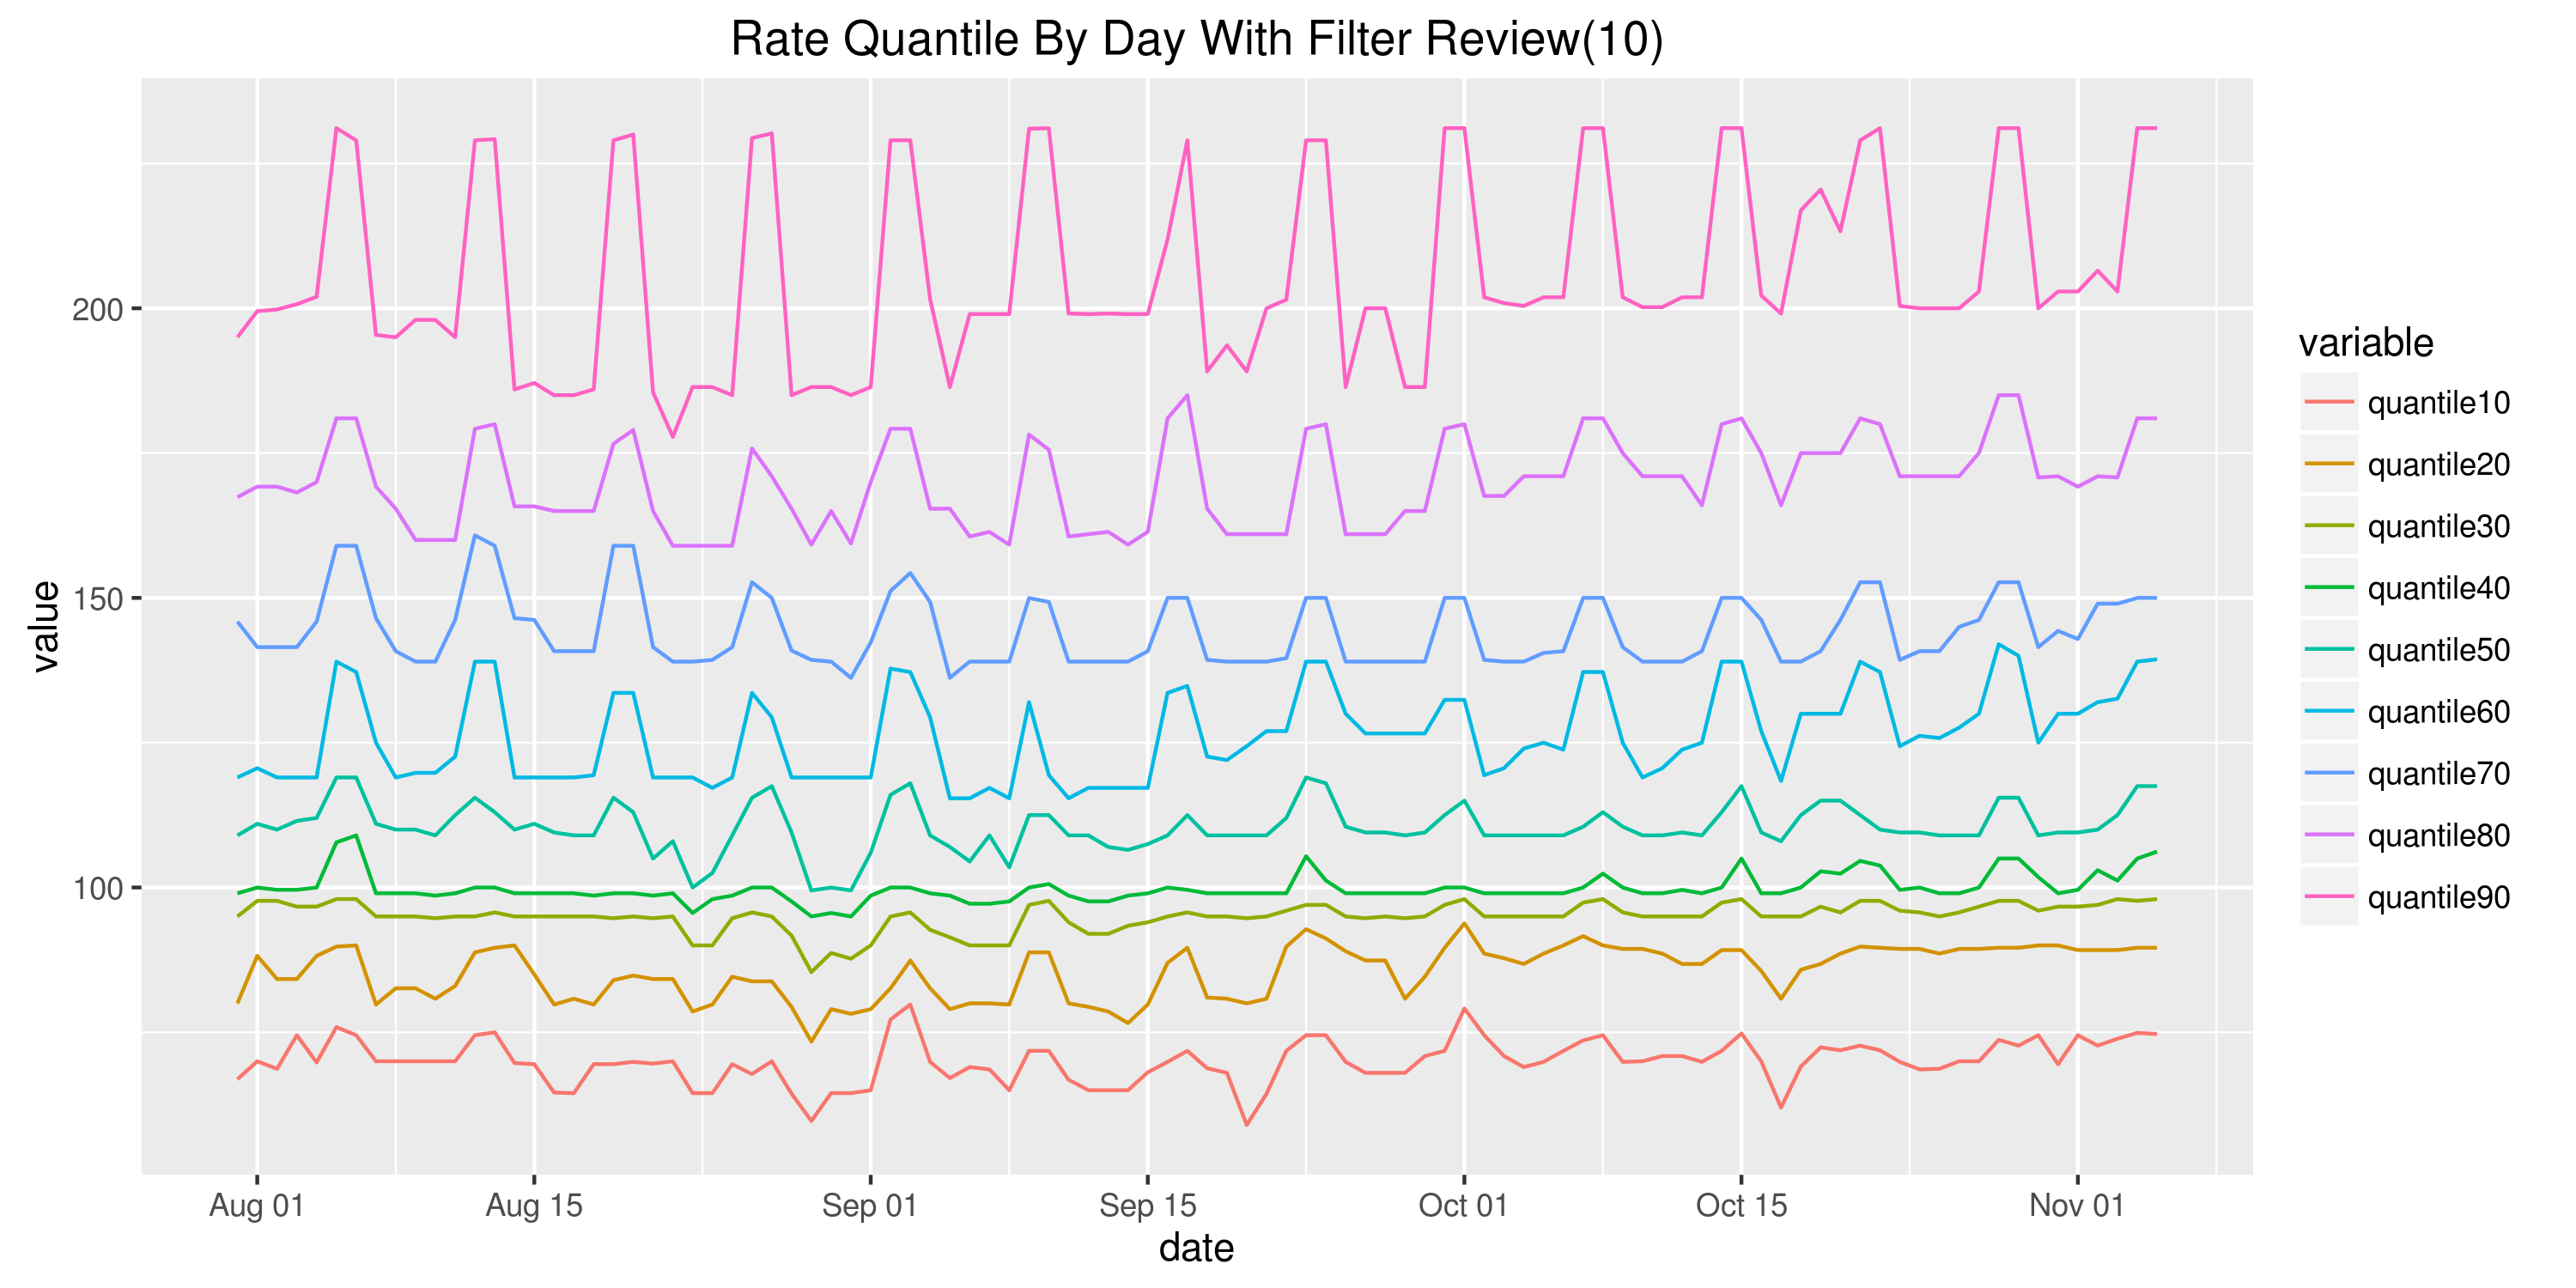 Rate Quantile By Day With Filter Review(10)
value
200
150
100
Aug 01
Aug 15
Sep 01
Sep 15
Oct 01
Oct 15
Nov 01
date
variable
quantile10
quantile20
quantile30
quantile40
quantile50
quantile60
quantile70
quantile80
quantile90